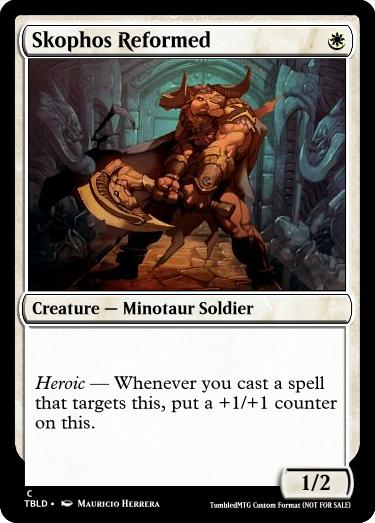 Skophos Reformed
Creature — Minotaur Soldier
Heroic — Whenever you cast a spell
that targets this, put a +1/+1 counter
on this.
1/2
C
TBLD • Mauricio Herrera
TumbledMTG Custom Format (NOT FOR SALE)